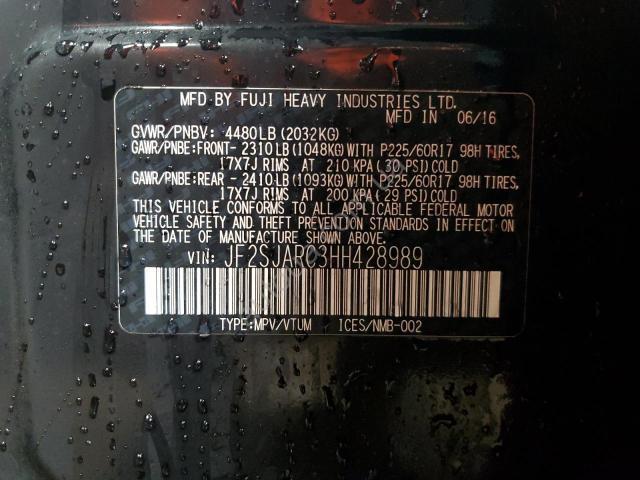 MFD BY FUJI HEAVY INDUSTRIES LTD.
MFD IN 06/16
GVWR/PNBV: 4480LB (2032KG)
GAWR/PNBE:FRONT- 2310LB (1048KG) WITH P225/60R17 98H TIRES,
17X7J RIMS AT 210 KPA (30 PSI) COLD
GAWR/PNBE:REAR - 2410LB (1093KG) WITH P225/60R17 98H TIRES,
17X7J RIMS AT 200 KPA (29 PSI) COLD
THIS VEHICLE CONFORMS TO ALL APPLICABLE FEDERAL MOTOR
VEHICLE SAFETY AND THEFT PREVENTION STANDARDS IN EFFECT ON
THE DATE OF MANUFACTURE SHOWN ABOVE.
VIN: JF2SJARC3HH428989
TYPE:MPV/VTUM ICES/NMB-002